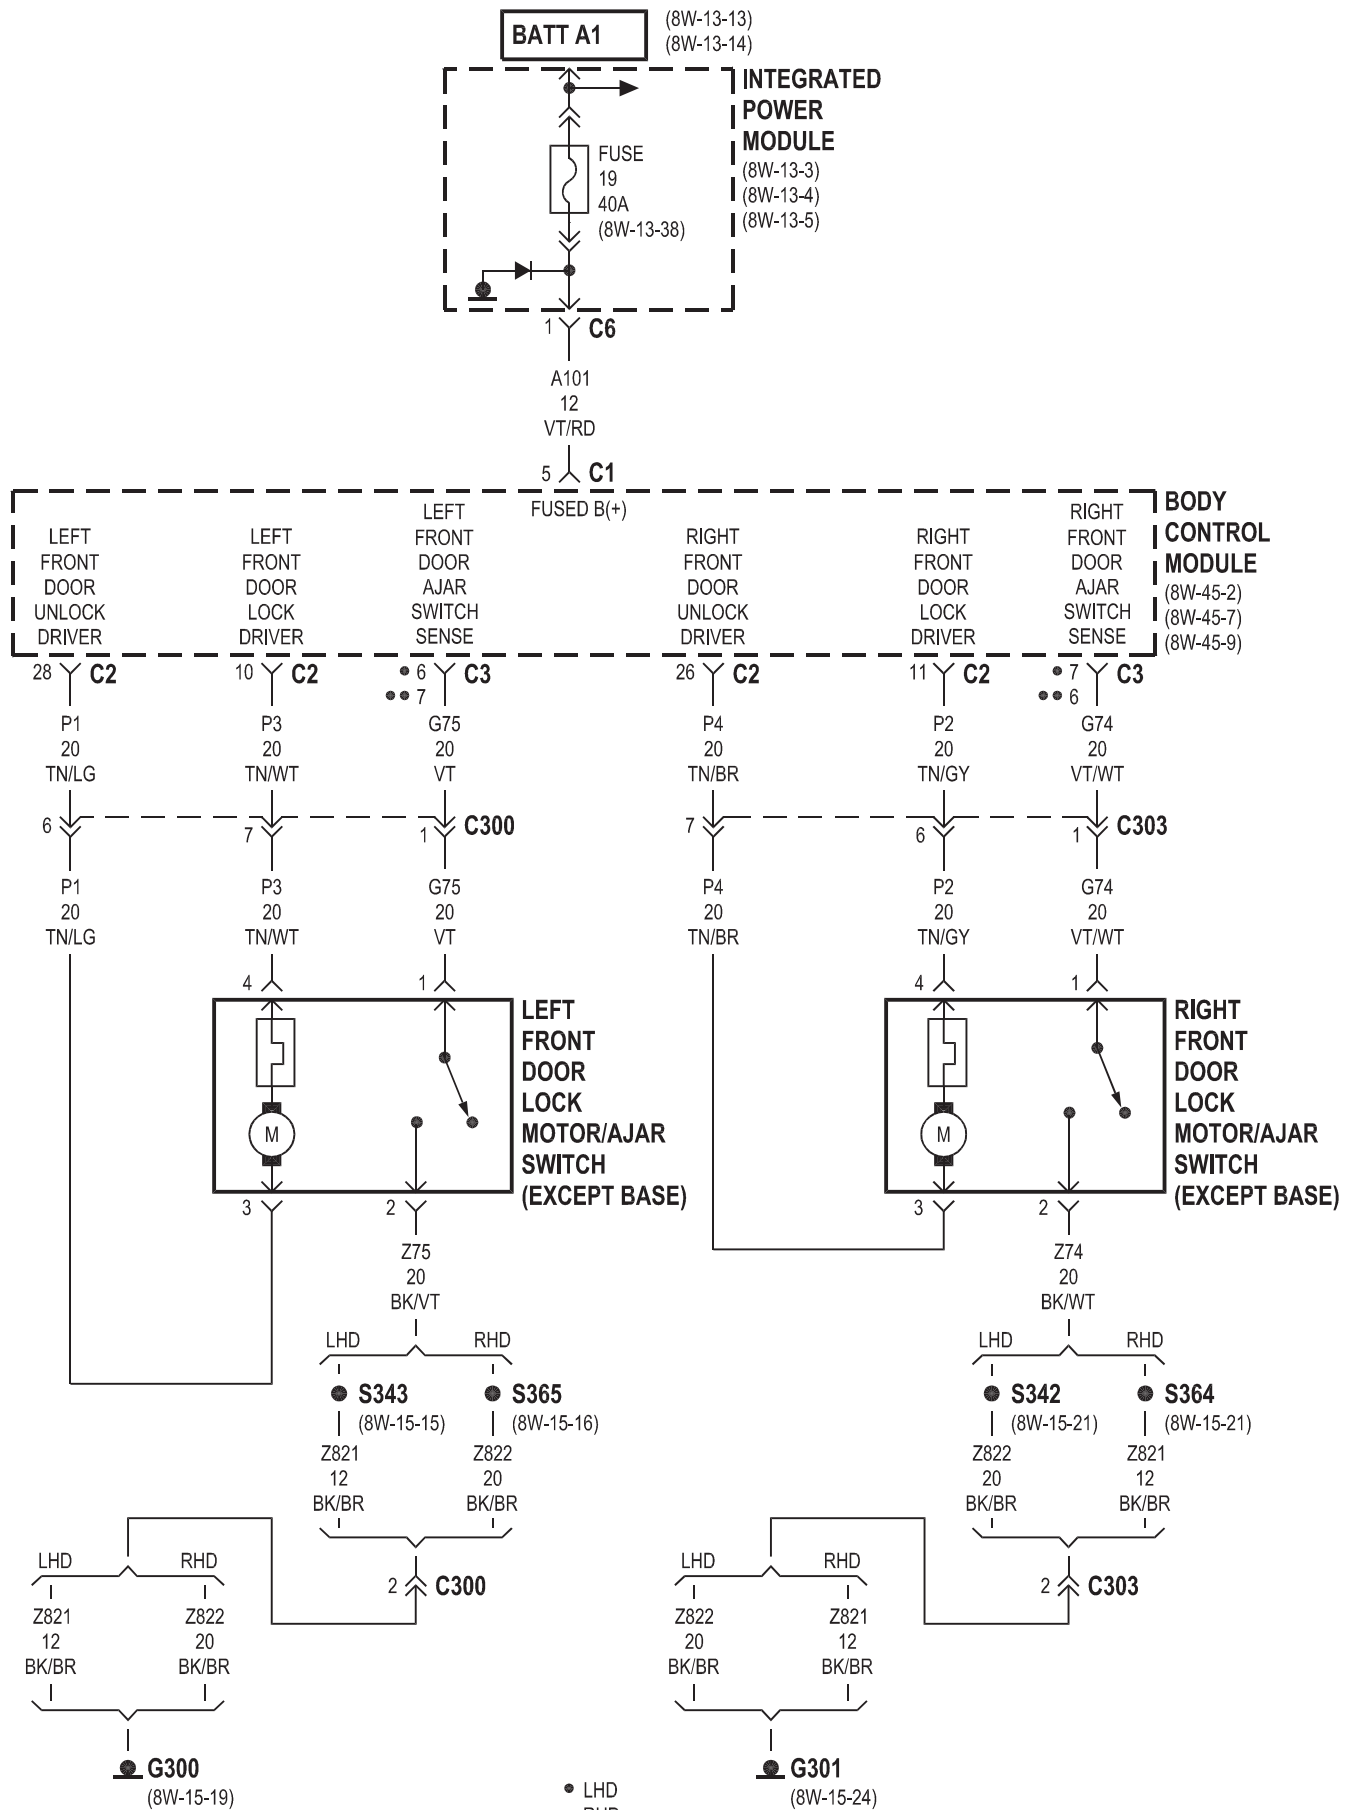 BATT A1
(8W-13-13)
(8W-13-14)
INTEGRATED
POWER
MODULE
(8W-13-3)
(8W-13-4)
(8W-13-5)
FUSE
19
40A
(8W-13-38)
1 C6
A101
12
VT/RD
5 C1
FUSED B(+)
BODY
CONTROL
MODULE
(8W-45-2)
(8W-45-7)
(8W-45-9)
LEFT
FRONT
DOOR
UNLOCK
DRIVER
LEFT
FRONT
DOOR
LOCK
DRIVER
LEFT
FRONT
DOOR
AJAR
SWITCH
SENSE
RIGHT
FRONT
DOOR
UNLOCK
DRIVER
RIGHT
FRONT
DOOR
LOCK
DRIVER
RIGHT
FRONT
DOOR
AJAR
SWITCH
SENSE
28 C2 10 C2 • 6 C3 26 C2 11 C2 • 7 C3
•• 7 •• 6
P1 P3 G75 P4 P2 G74
20 20 20 20 20 20
TN/LG TN/WT VT TN/BR TN/GY VT/WT
6 7 1 C300 7 6 1 C303
P1 P3 G75 P4 P2 G74
20 20 20 20 20 20
TN/LG TN/WT VT TN/BR TN/GY VT/WT
4 1 4 1
LEFT
FRONT
DOOR
LOCK
MOTOR/AJAR
SWITCH
(EXCEPT BASE)
M
RIGHT
FRONT
DOOR
LOCK
MOTOR/AJAR
SWITCH
(EXCEPT BASE)
M
3 2 3 2
Z75 Z74
20 20
BK/VT BK/WT
LHD RHD LHD RHD
S343 S365 S342 S364
(8W-15-15) (8W-15-16) (8W-15-21) (8W-15-21)
Z821 Z822 Z822 Z821
12 20 20 12
BK/BR BK/BR BK/BR BK/BR
LHD RHD 2 C300 LHD RHD 2 C303
Z821 Z822 Z822 Z821
12 20 20 12
BK/BR BK/BR BK/BR BK/BR
G300 G301
(8W-15-19) (8W-15-24)
• LHD